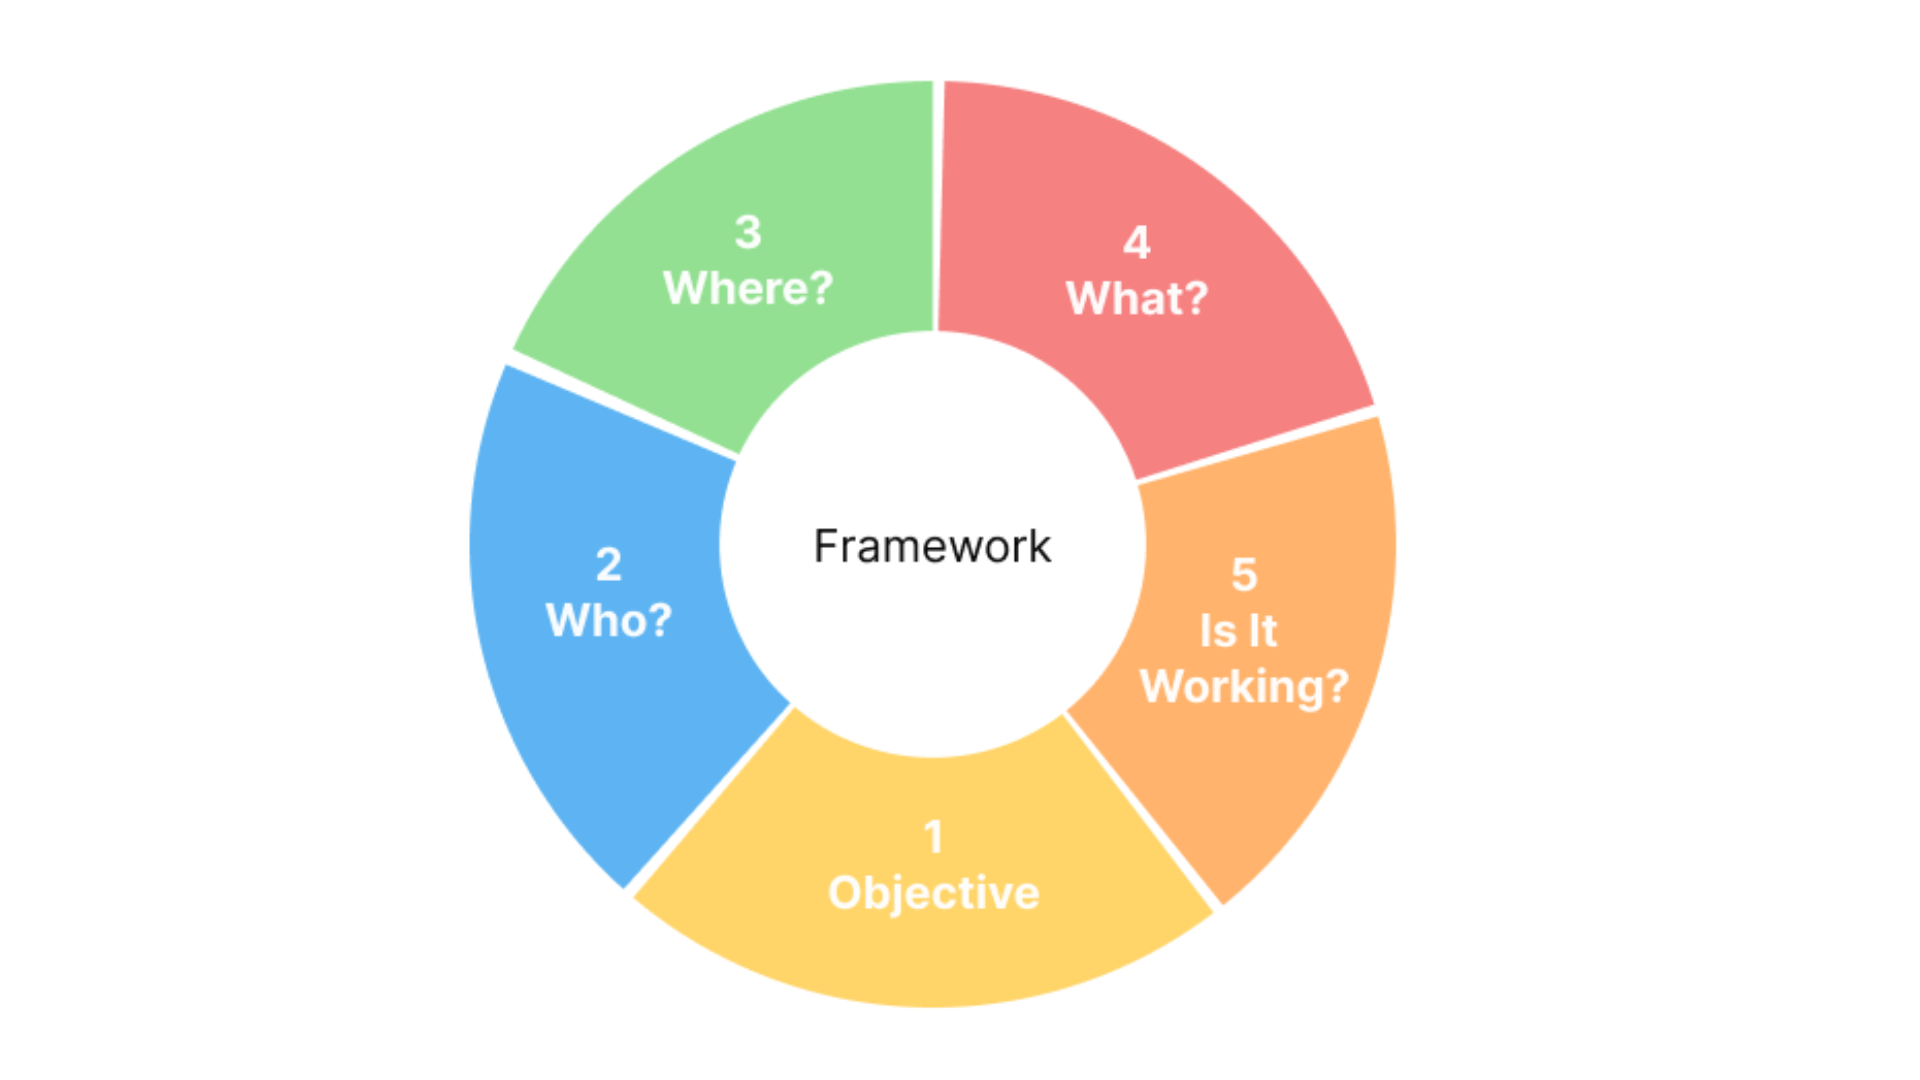 3
Where?
4
What?
2
Who?
Framework
5
Is It
Working?
1
Objective